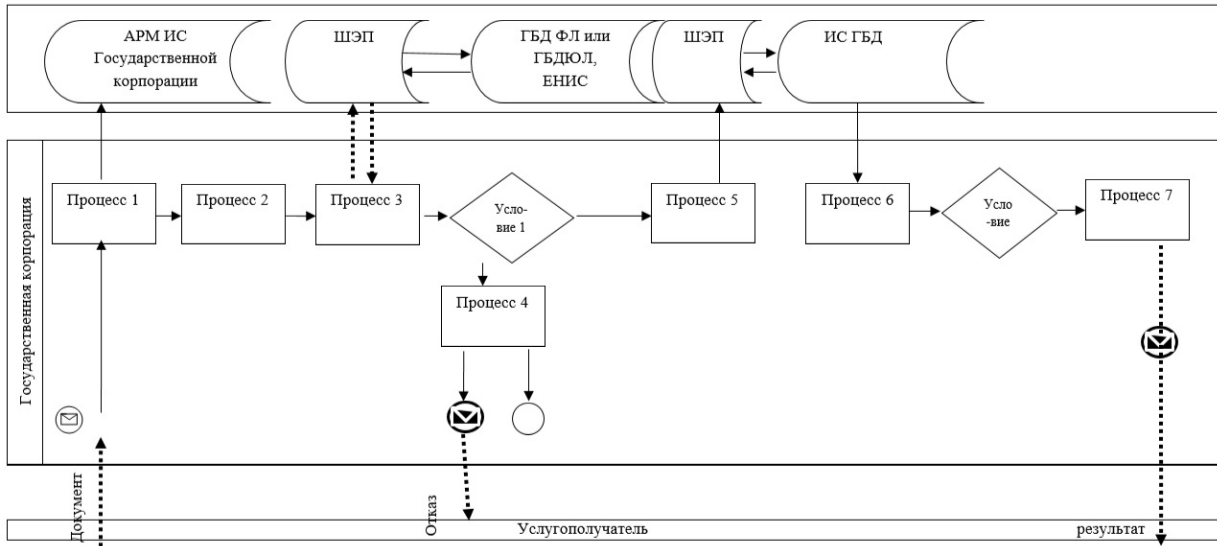 АРМ ИС
Государственной
корпорации
ШЭП
ГБД ФЛ или
ГБДЮЛ,
ЕНИС
ШЭП
ИС ГБД
Государственная корпорация
Процесс 1
Процесс 2
Процесс 3
Усло-
вие 1
Процесс 5
Процесс 6
Усло
-вие
Процесс 7
Процесс 4
Документ
Отказ
Услугополучатель
результат